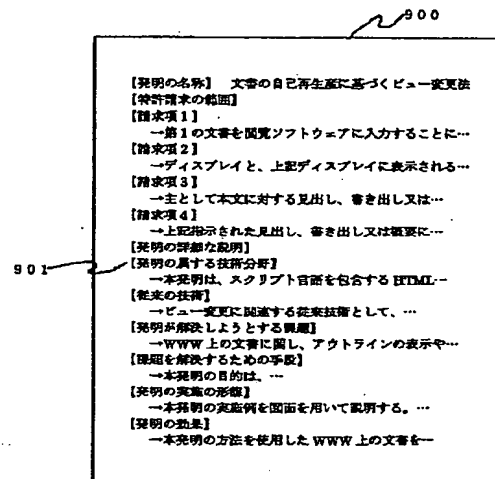 900
【発明の名称】 文書の自己再生産に基づくビュー変更法
【特許請求の範囲】
【請求項1】
→第1の文書を閲覧ソフトウェアに入力することに…
【請求項2】
→ディスプレイと、上記ディスプレイに表示される…
【請求項3】
→主として本文に対する見出し、書き出し又は…
【請求項4】
→上記指示された見出し、書き出し又は概要に…
【発明の詳細な説明】
901
【発明の属する技術分野】
→本発明は、スクリプト言語を包含する HTML…
【従来の技術】
→ビュー変更に関連する従来技術として、…
【発明が解決しようとする課題】
→WWW 上の文書に関し、アウトラインの表示や…
【課題を解決するための手段】
→本発明の目的は、…
【発明の実施の形態】
→本発明の実施例を図面を用いて説明する。…
【発明の効果】
→本発明の方法を使用した WWW 上の文書を…